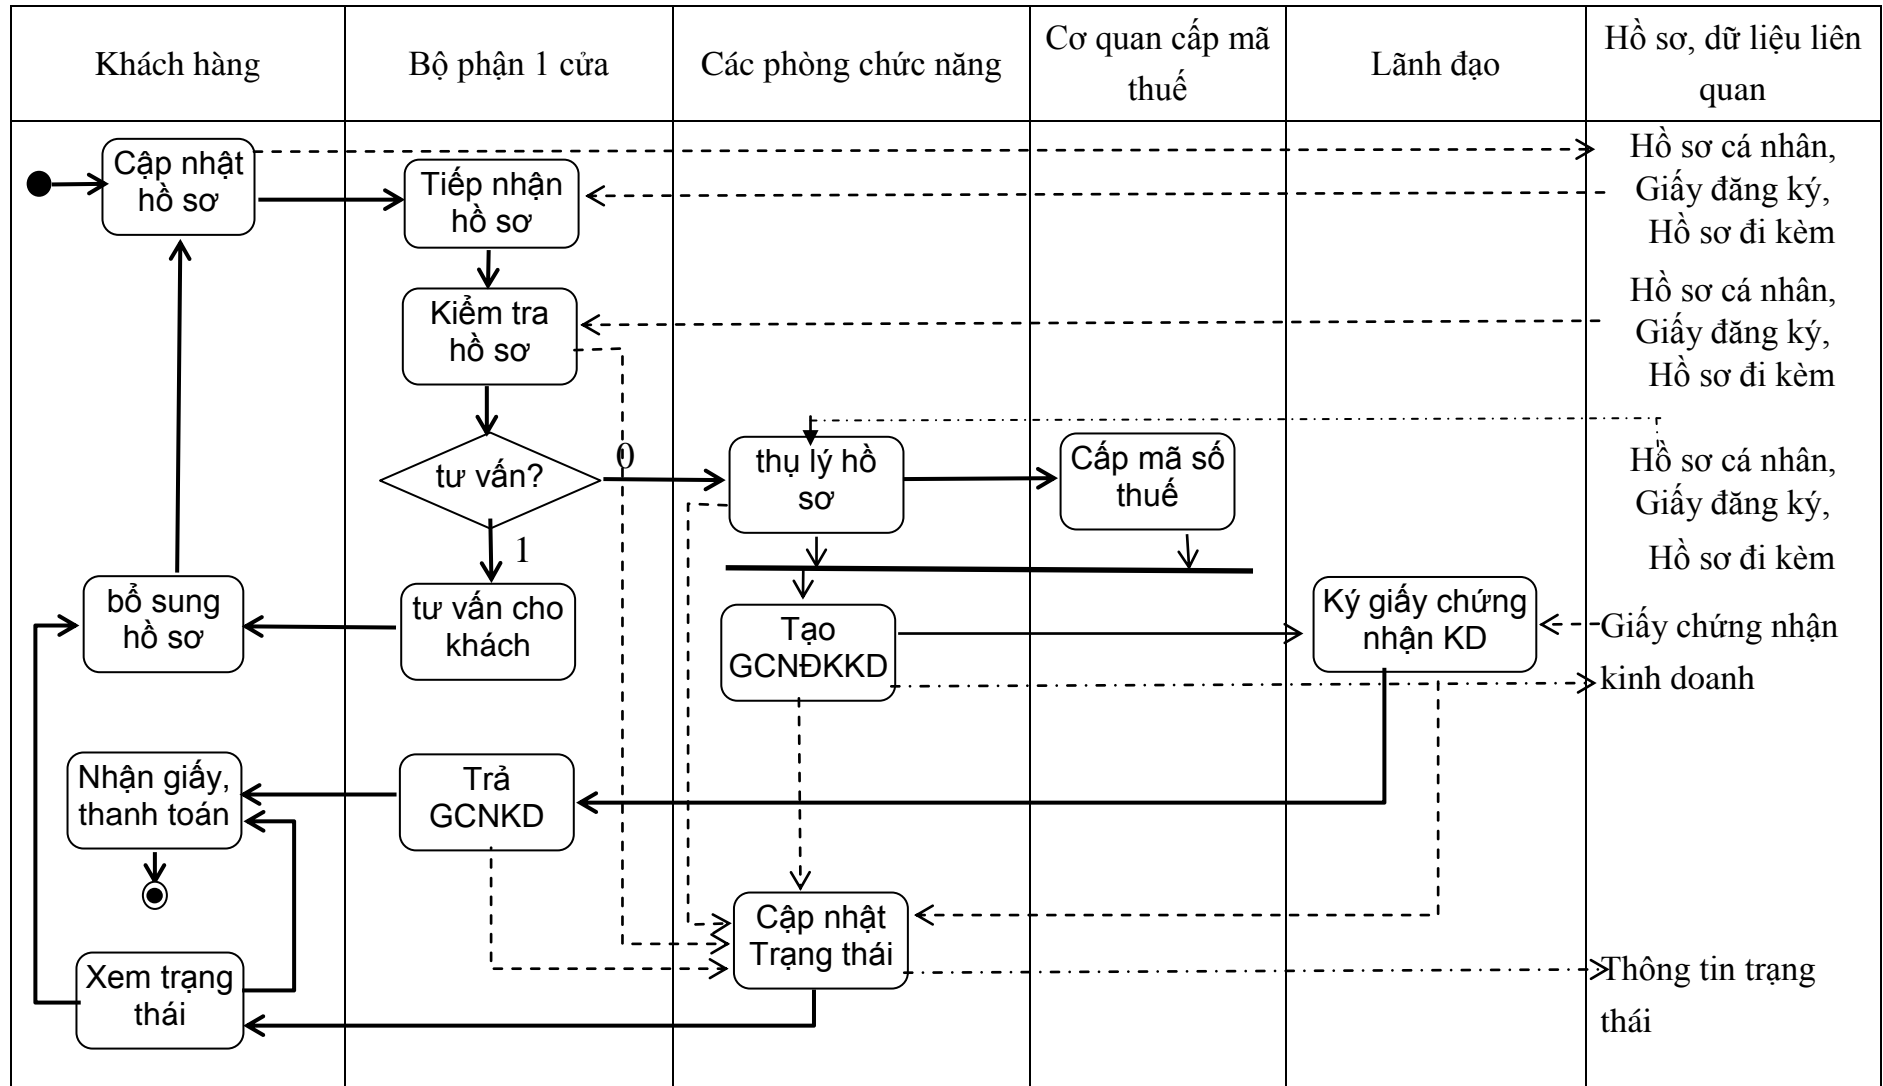 Khách hàng
Bộ phận 1 cửa
Các phòng chức năng
Cơ quan cấp mã
thuế
Lãnh đạo
Hồ sơ, dữ liệu liên
quan
Cập nhật
hồ sơ
Tiếp nhận
hồ sơ
Hồ sơ cá nhân,
Giấy đăng ký,
Hồ sơ đi kèm
Kiểm tra
hồ sơ
Hồ sơ cá nhân,
Giấy đăng ký,
Hồ sơ đi kèm
tư vấn?
0
1
thụ lý hồ
sơ
Cấp mã số
thuế
Hồ sơ cá nhân,
Giấy đăng ký,
Hồ sơ đi kèm
bổ sung
hồ sơ
tư vấn cho
khách
Tạo
GCNĐKKD
Ký giấy chứng
nhận KD
Giấy chứng nhận
kinh doanh
Nhận giấy,
thanh toán
Trả
GCNKD
Cập nhật
Trạng thái
Xem trạng
thái
Thông tin trạng
thái